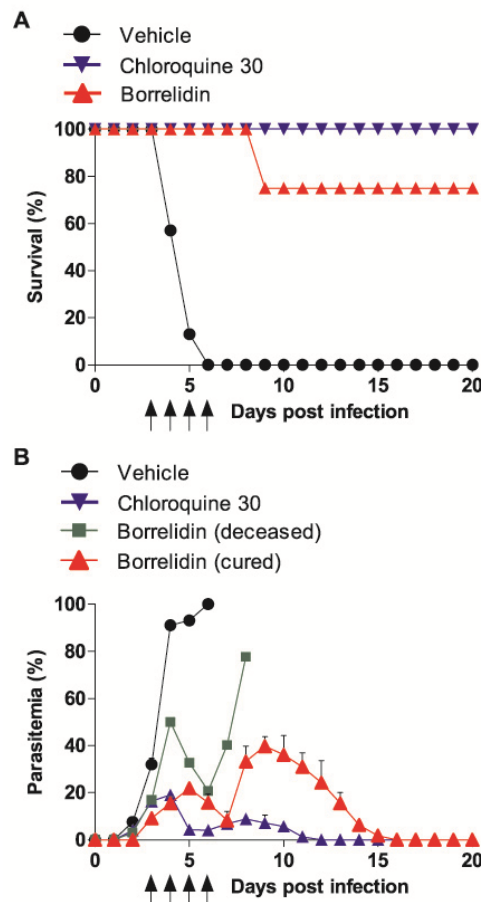 A
Vehicle
Chloroquine 30
Borrelidin
100
80
60
40
20
0
Survival (%)
0 5 10 15 20
Days post infection
B
Vehicle
Chloroquine 30
Borrelidin (deceased)
Borrelidin (cured)
100
80
60
40
20
0
Parasitemia (%)
0 5 10 15 20
Days post infection